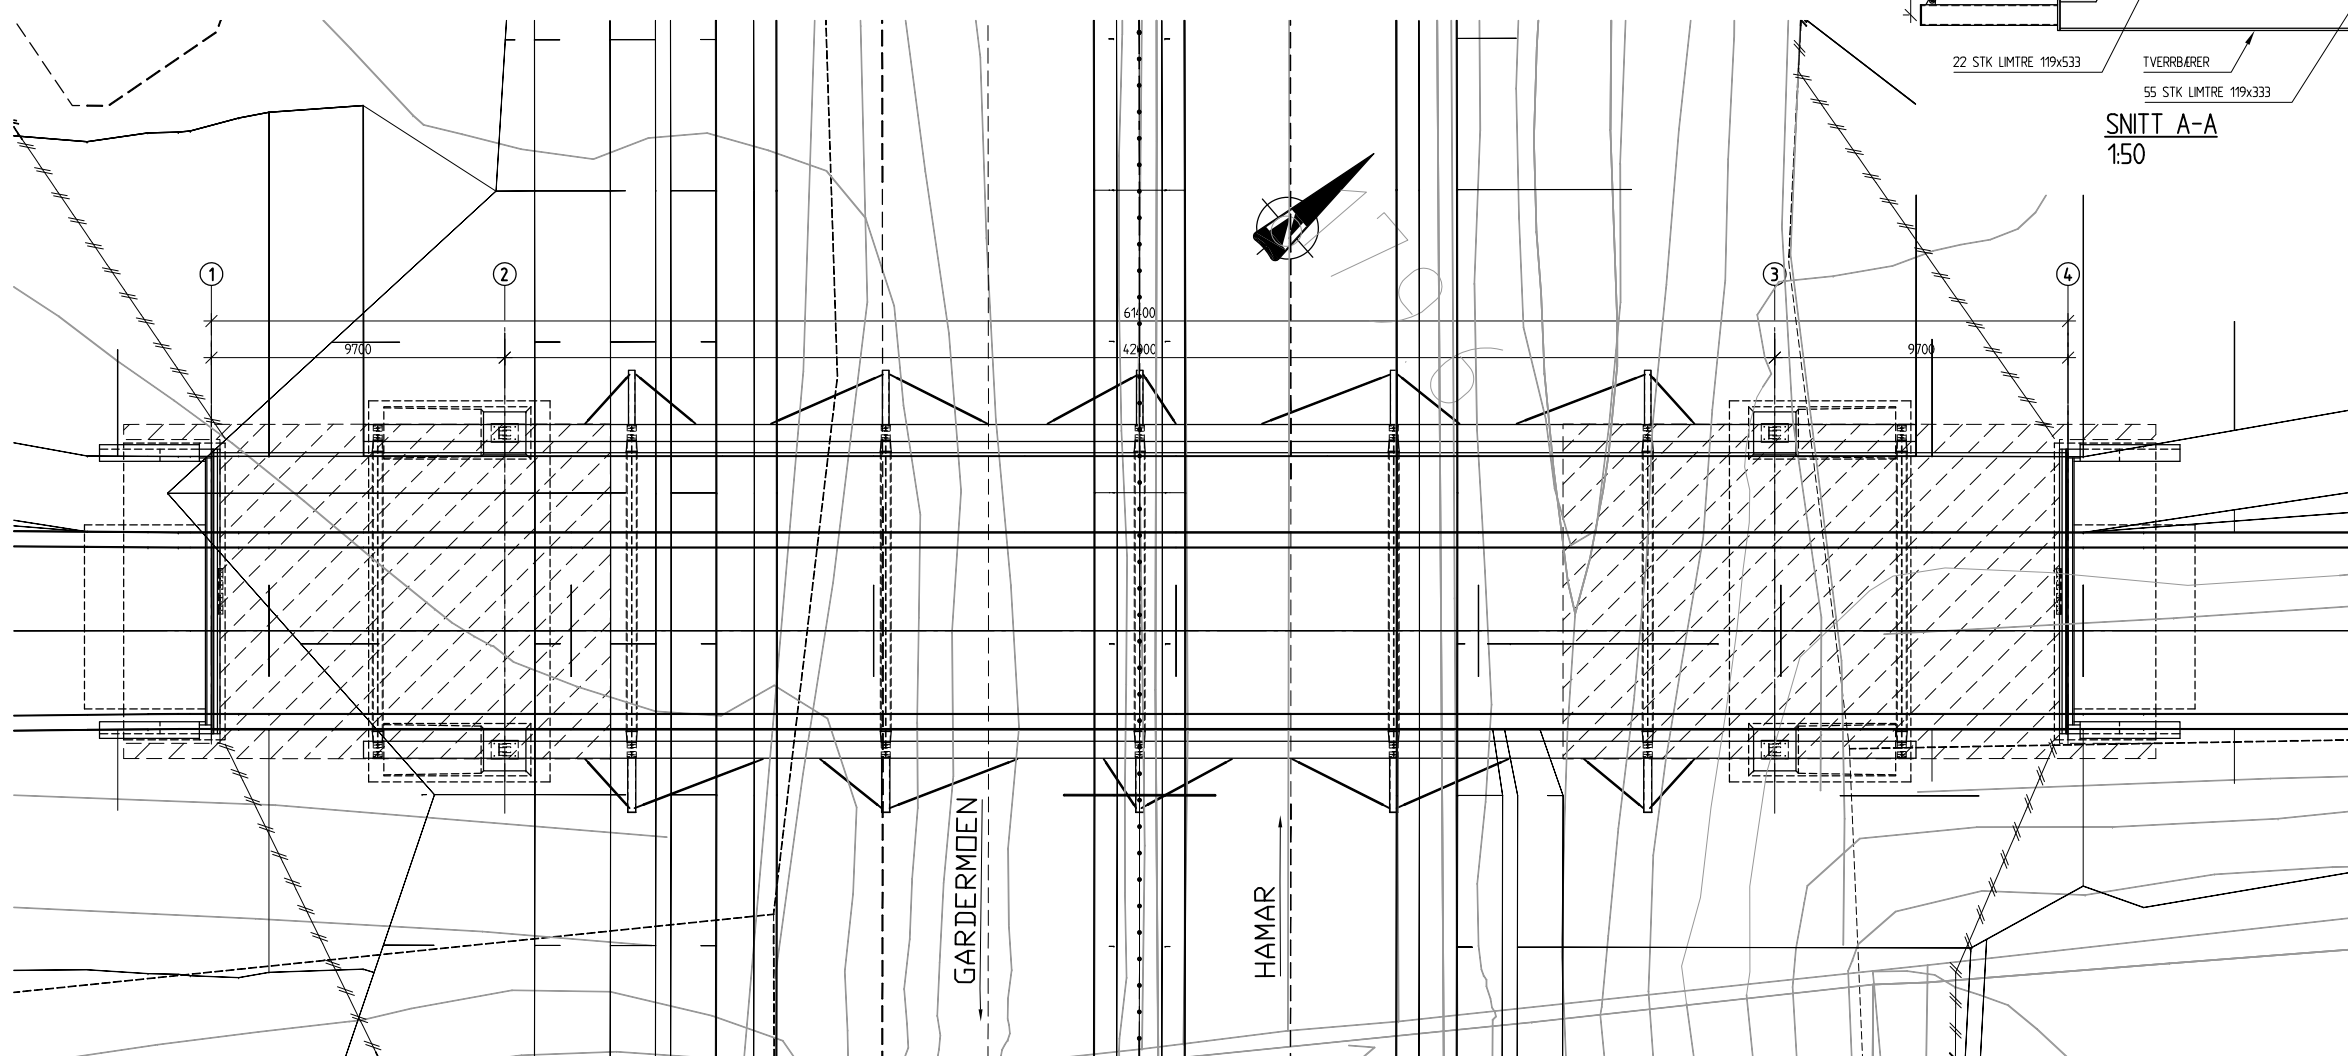 22 STK LIMTRE 119x533
TVERRBÆRER
55 STK LIMTRE 119x333
SNITT A-A
1:50
1
2
3
4
61400
9700
42000
9700
GARDERMOEN
HAMAR